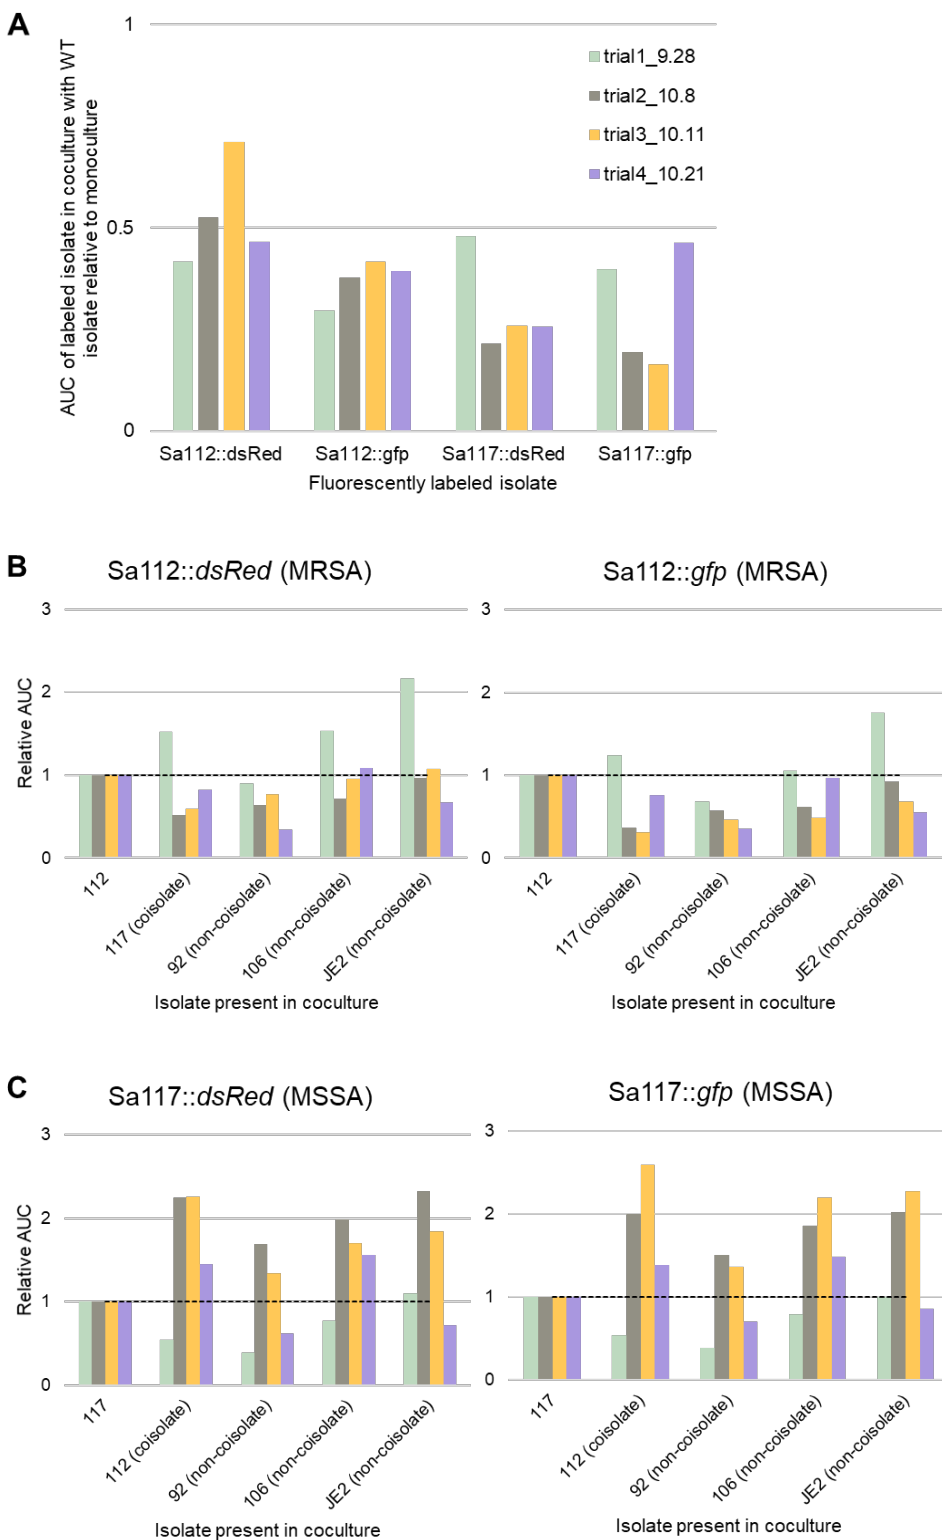 A
AUC of labeled isolate in coculture with WT
isolate relative to monoculture
1
0.5
0
trial1_9.28
trial2_10.8
trial3_10.11
trial4_10.21
Sa112::dsRed
Sa112::gfp
Sa117::dsRed
Sa117::gfp
Fluorescently labeled isolate
B
Sa112::dsRed (MRSA)
Relative AUC
3
2
1
0
112
117 (coisolate)
92 (non-coisolate)
106 (non-coisolate)
JE2 (non-coisolate)
Isolate present in coculture
Sa112::gfp (MRSA)
3
2
1
0
112
117 (coisolate)
92 (non-coisolate)
106 (non-coisolate)
JE2 (non-coisolate)
Isolate present in coculture
C
Sa117::dsRed (MSSA)
Relative AUC
3
2
1
0
117
112 (coisolate)
92 (non-coisolate)
106 (non-coisolate)
JE2 (non-coisolate)
Isolate present in coculture
Sa117::gfp (MSSA)
3
2
1
0
117
112 (coisolate)
92 (non-coisolate)
106 (non-coisolate)
JE2 (non-coisolate)
Isolate present in coculture